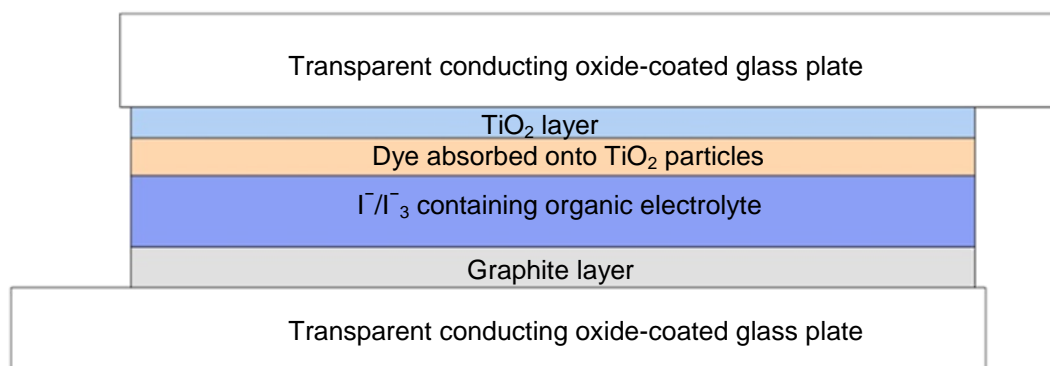 Transparent conducting oxide-coated glass plate
TiO₂ layer
Dye absorbed onto TiO₂ particles
I⁻/I⁻₃ containing organic electrolyte
Graphite layer
Transparent conducting oxide-coated glass plate